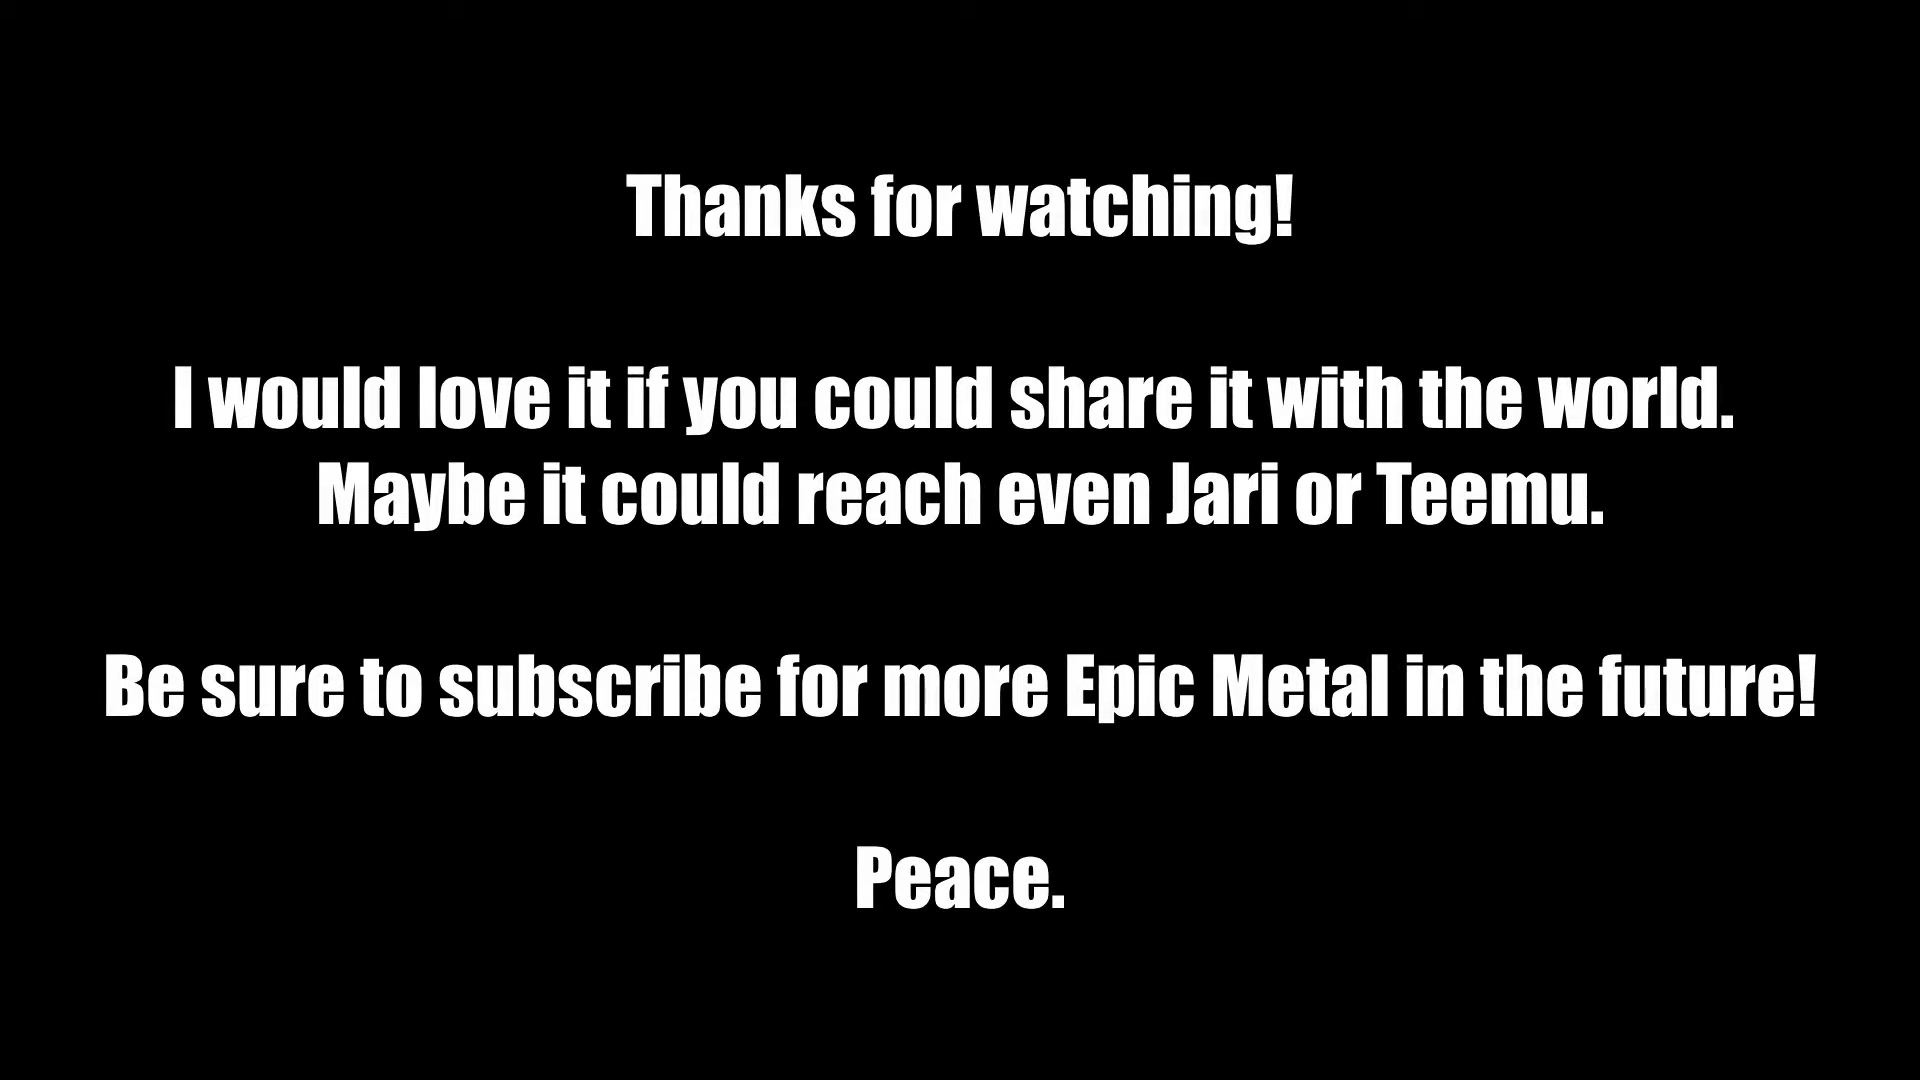 Thanks for watching!
I would love it if you could share it with the world.
Maybe it could reach even Jari or Teemu.
Be sure to subscribe for more Epic Metal in the future!
Peace.